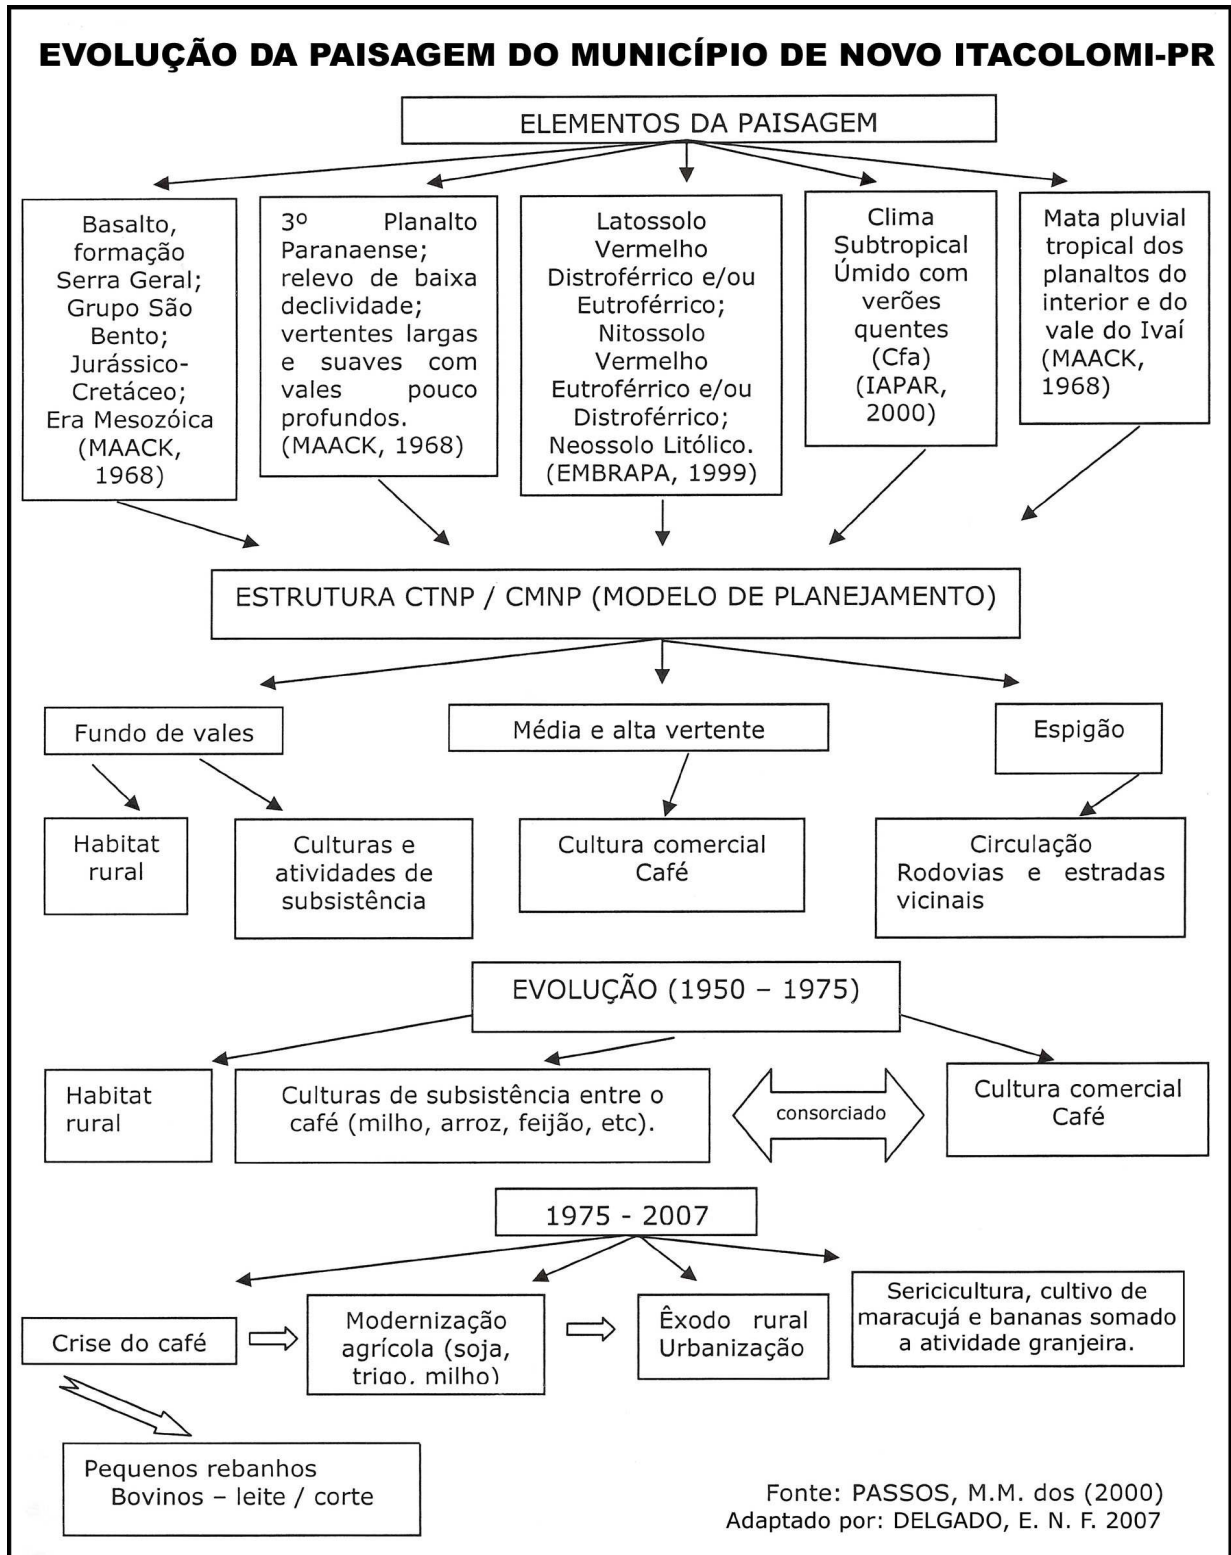 EVOLUÇÃO DA PAISAGEM DO MUNICÍPIO DE NOVO ITACOLOMI-PR
ELEMENTOS DA PAISAGEM
Basalto,
formação
Serra Geral;
Grupo São
Bento;
Jurássico-
Cretáceo;
Era Mesozóica
(MAACK,
1968)
3º Planalto
Paranaense;
relevo de baixa
declividade;
vertentes largas
e suaves com
vales pouco
profundos.
(MAACK, 1968)
Latossolo
Vermelho
Distroférrico e/ou
Eutroférrico;
Nitossolo
Vermelho
Eutroférrico e/ou
Distroférrico;
Neossolo Litólico.
(EMBRAPA, 1999)
Clima
Subtropical
Úmido com
verões
quentes
(Cfa)
(IAPAR,
2000)
Mata pluvial
tropical dos
planaltos do
interior e do
vale do Ivaí
(MAACK,
1968)
ESTRUTURA CTNP / CMNP (MODELO DE PLANEJAMENTO)
Fundo de vales
Média e alta vertente
Espigão
Habitat
rural
Culturas e
atividades de
subsistência
Cultura comercial
Café
Circulação
Rodovias e estradas
vicinais
EVOLUÇÃO (1950 – 1975)
Habitat
rural
Culturas de subsistência entre o
café (milho, arroz, feijão, etc).
consorciado
Cultura comercial
Café
1975 - 2007
Crise do café
Modernização
agrícola (soja,
trigo, milho)
Êxodo rural
Urbanização
Sericicultura, cultivo de
maracujá e bananas somado
a atividade granjeira.
Pequenos rebanhos
Bovinos – leite / corte
Fonte: PASSOS, M.M. dos (2000)
Adaptado por: DELGADO, E. N. F. 2007